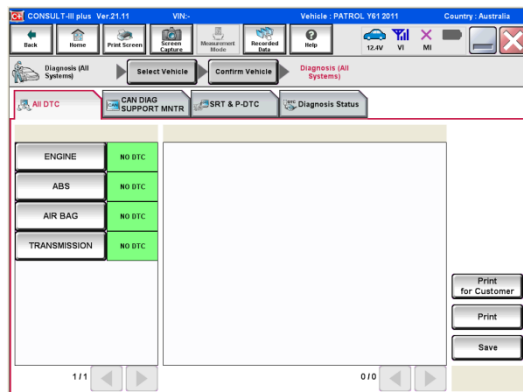 CONSULT-III plus Ver.21.11 VIN:- Vehicle : PATROL Y61 2011 Country : Australia
Back Home Print Screen Screen Capture Measurement Mode Recorded Data Help 12.4V VI MI
Diagnosis (All Systems) Select Vehicle Confirm Vehicle Diagnosis (All Systems)
All DTC CAN DIAG SUPPORT MNTR SRT & P-DTC Diagnosis Status
ENGINE NO DTC
ABS NO DTC
AIR BAG NO DTC
TRANSMISSION NO DTC
Print for Customer
Print
Save
1/1 0/0